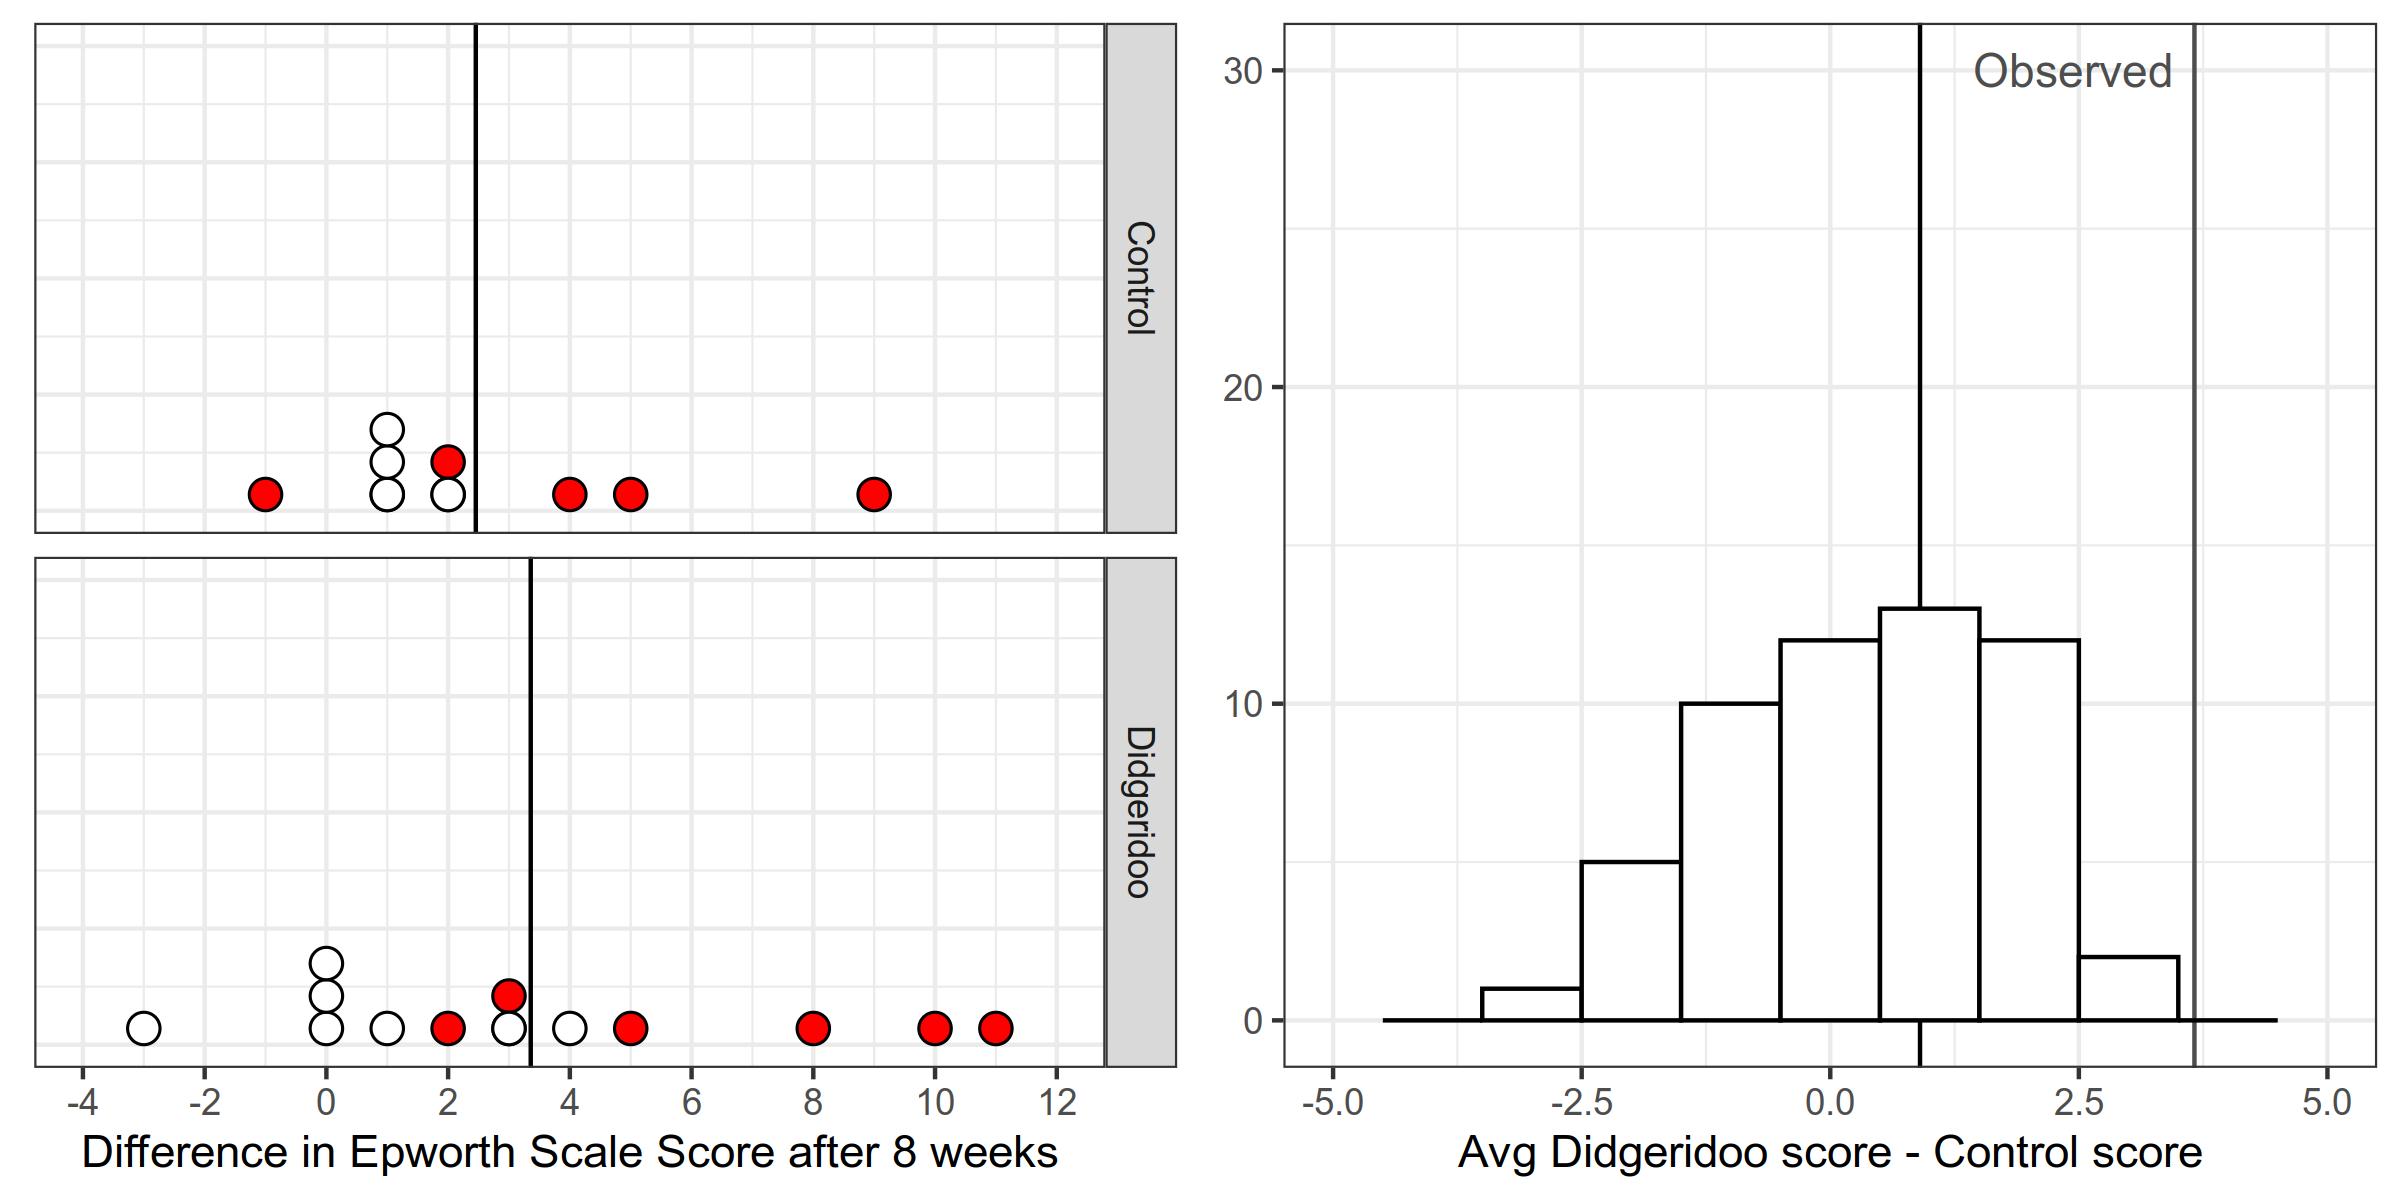 Control
Didgeridoo
-4 -2 0 2 4 6 8 10 12
Difference in Epworth Scale Score after 8 weeks
Observed
30
20
10
0
-5.0 -2.5 0.0 2.5 5.0
Avg Didgeridoo score - Control score